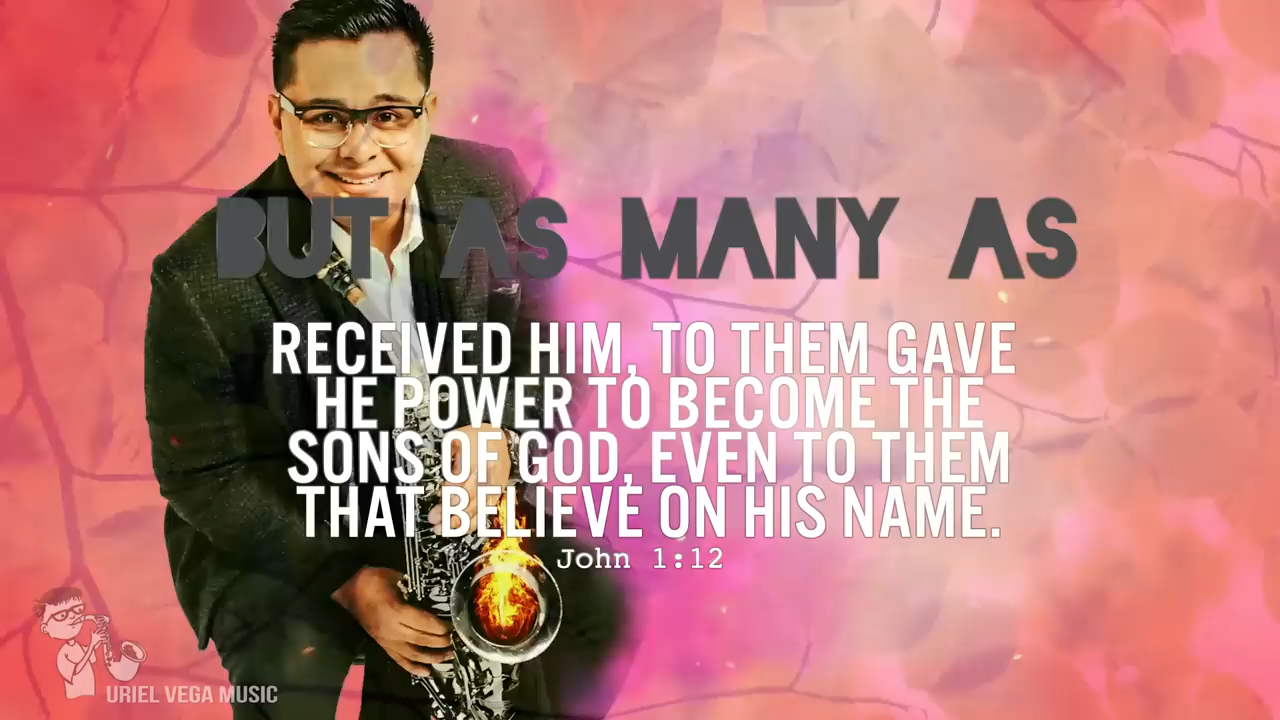 BUT AS MANY AS
RECEIVED HIM, TO THEM GAVE
HE POWER TO BECOME THE
SONS OF GOD, EVEN TO THEM
THAT BELIEVE ON HIS NAME.
John 1:12
URIEL VEGA MUSIC